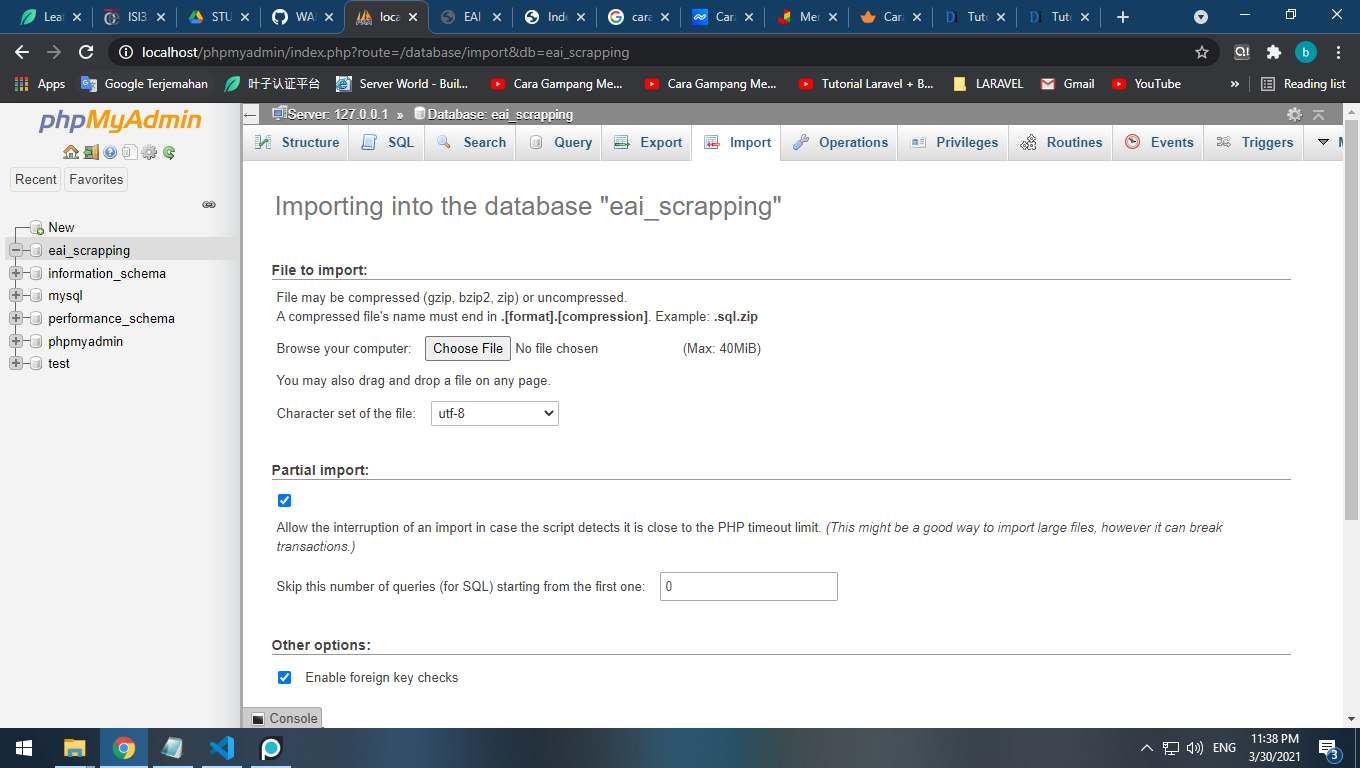 Leaf
ISI3
STU
WAI
loca
EAI
Inde
cara
Cara
Mer
Cara
Tuto
Tuto
localhost/phpmyadmin/index.php?route=/database/import&db=eai_scrapping
b
Apps
Google Terjemahan
叶子认证平台
Server World - Buil...
Cara Gampang Me...
Cara Gampang Me...
Tutorial Laravel + B...
LARAVEL
Gmail
YouTube
»
Reading list
phpMyAdmin
Recent
Favorites
New
eai_scrapping
information_schema
mysql
performance_schema
phpmyadmin
test
Server: 127.0.0.1 » Database: eai_scrapping
Structure
SQL
Search
Query
Export
Import
Operations
Privileges
Routines
Events
Triggers
Importing into the database "eai_scrapping"
File to import:
File may be compressed (gzip, bzip2, zip) or uncompressed.
A compressed file's name must end in .[format].[compression]. Example: .sql.zip
Browse your computer: Choose File No file chosen (Max: 40MiB)
You may also drag and drop a file on any page.
Character set of the file: utf-8
Partial import:
Allow the interruption of an import in case the script detects it is close to the PHP timeout limit. (This might be a good way to import large files, however it can break
transactions.)
Skip this number of queries (for SQL) starting from the first one: 0
Other options:
Enable foreign key checks
Console
ENG
11:38 PM
3/30/2021
3